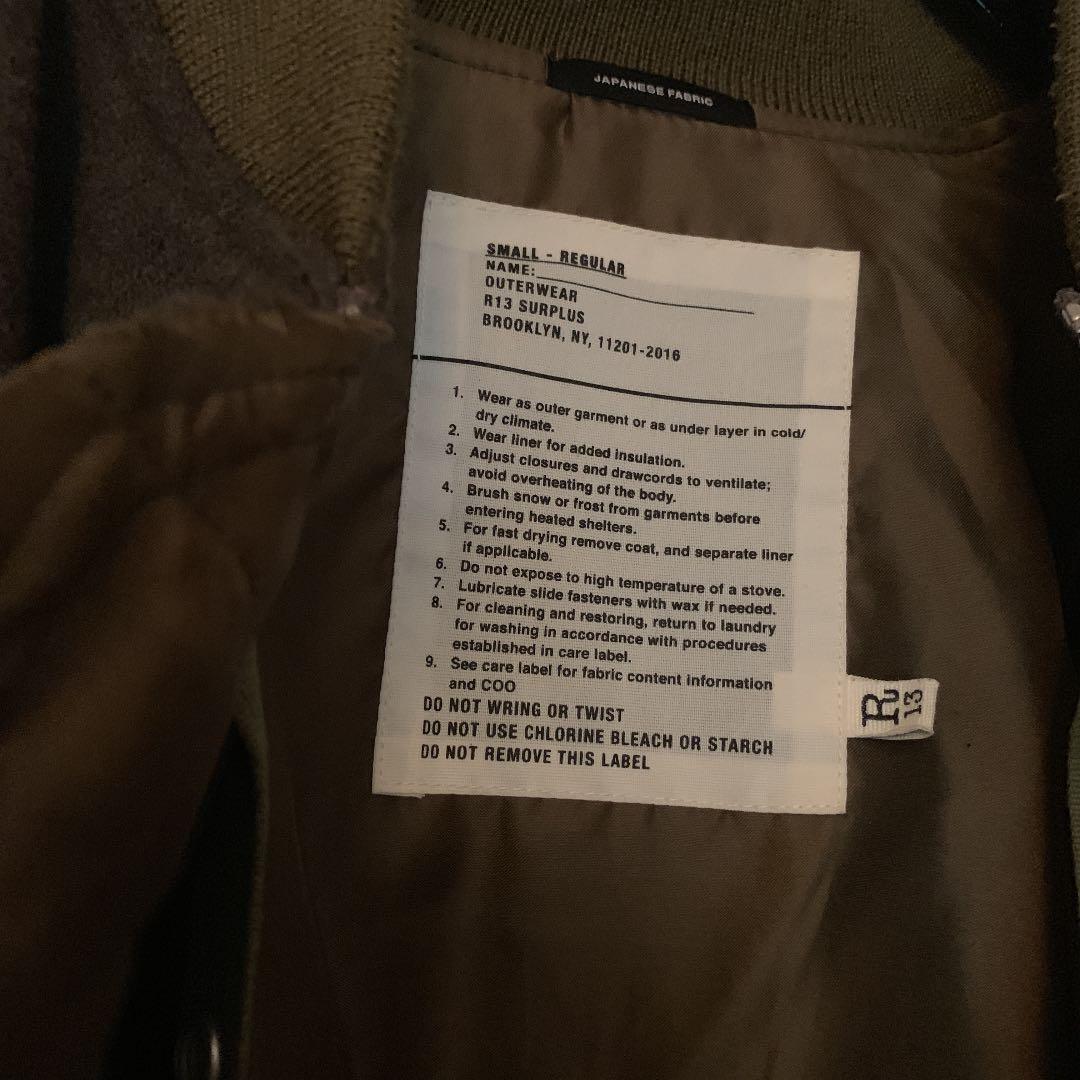 JAPANESE FABRIC
SMALL - REGULAR
NAME:
OUTERWEAR
R13 SURPLUS
BROOKLYN, NY, 11201-2016
1. Wear as outer garment or as under layer in cold/
dry climate.
2. Wear liner for added insulation.
3. Adjust closures and drawcords to ventilate;
avoid overheating of the body.
4. Brush snow or frost from garments before
entering heated shelters.
5. For fast drying remove coat, and separate liner
if applicable.
6. Do not expose to high temperature of a stove.
7. Lubricate slide fasteners with wax if needed.
8. For cleaning and restoring, return to laundry
for washing in accordance with procedures
established in care label.
9. See care label for fabric content information
and COO
DO NOT WRING OR TWIST
DO NOT USE CHLORINE BLEACH OR STARCH
DO NOT REMOVE THIS LABEL
R
13